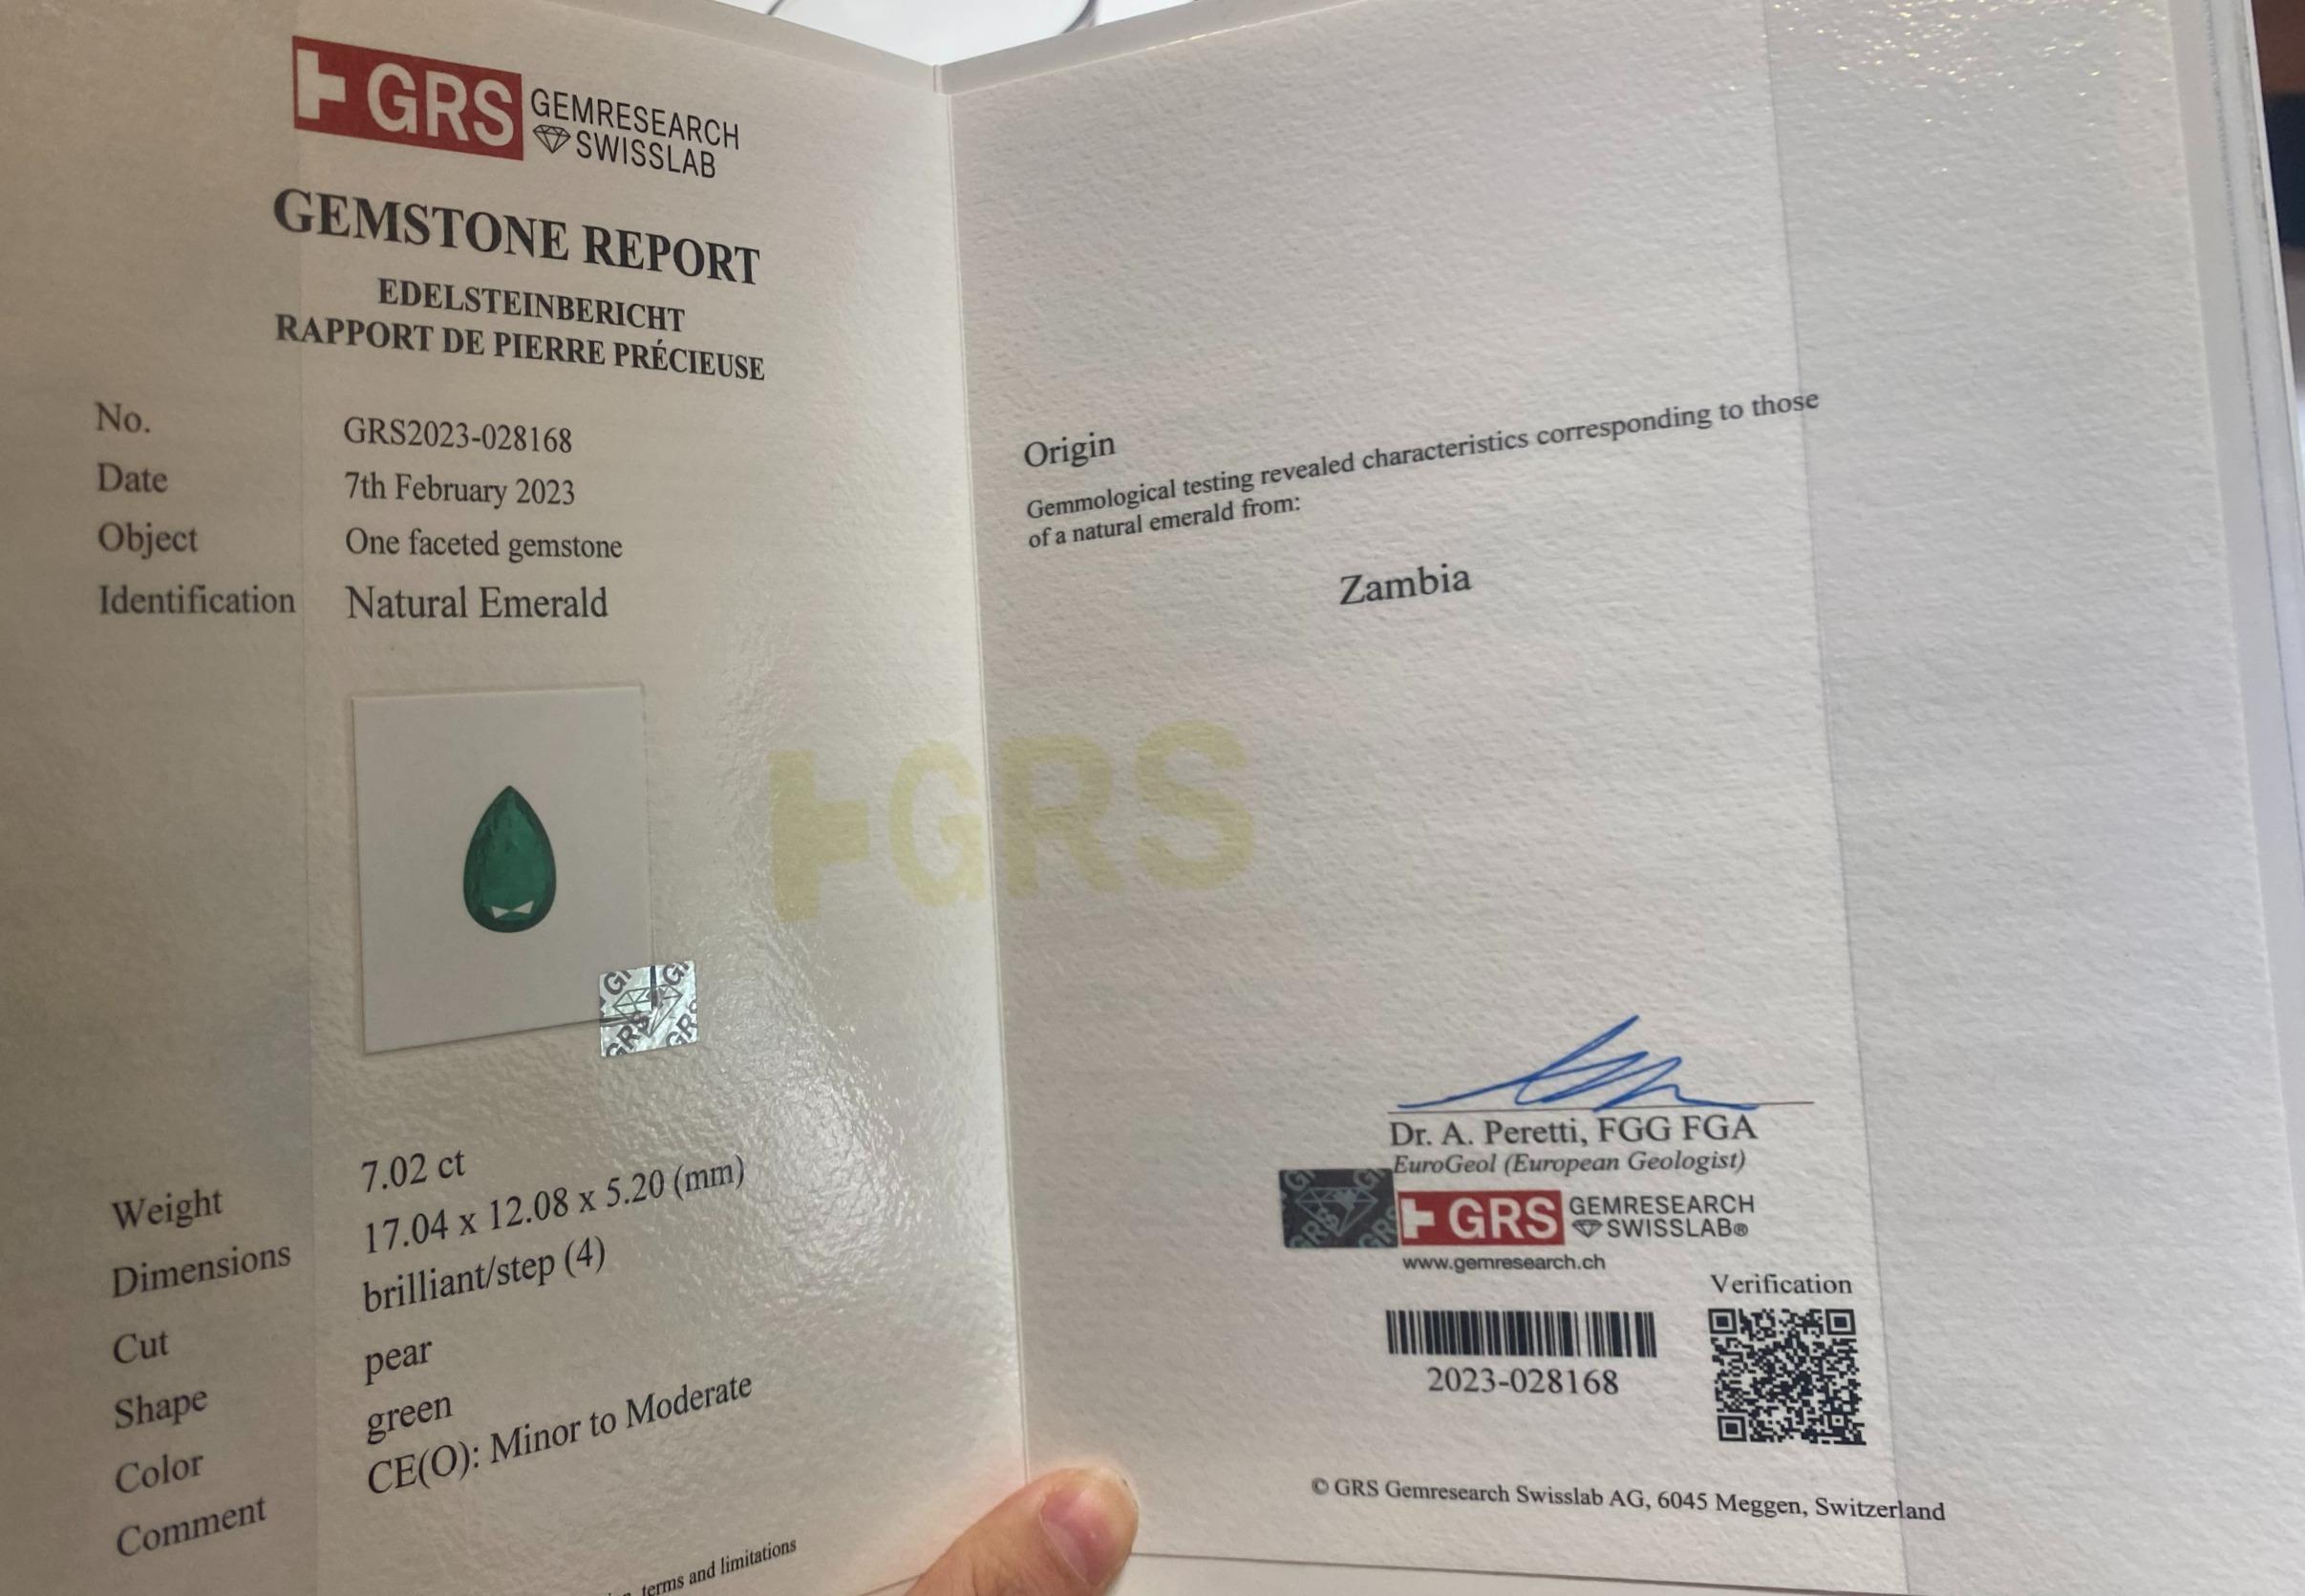 GRS GEMRESEARCH
SWISSLAB
GEMSTONE REPORT
EDELSTEINBERICHT
RAPPORT DE PIERRE PRÉCIEUSE
No. GRS2023-028168
Date 7th February 2023
Object One faceted gemstone
Identification Natural Emerald
GRS
Weight 7.02 ct
Dimensions 17.04 x 12.08 x 5.20 (mm)
Cut brilliant/step (4)
Shape pear
Color green
Comment CE(O): Minor to Moderate
terms and limitations
Origin
Gemmological testing revealed characteristics corresponding to those
of a natural emerald from:
Zambia
GRS
Dr. A. Peretti, FGG FGA
EuroGeol (European Geologist)
GRS
GRS GEMRESEARCH
SWISSLAB®
www.gemresearch.ch
Verification
2023-028168
© GRS Gemresearch Swisslab AG, 6045 Meggen, Switzerland